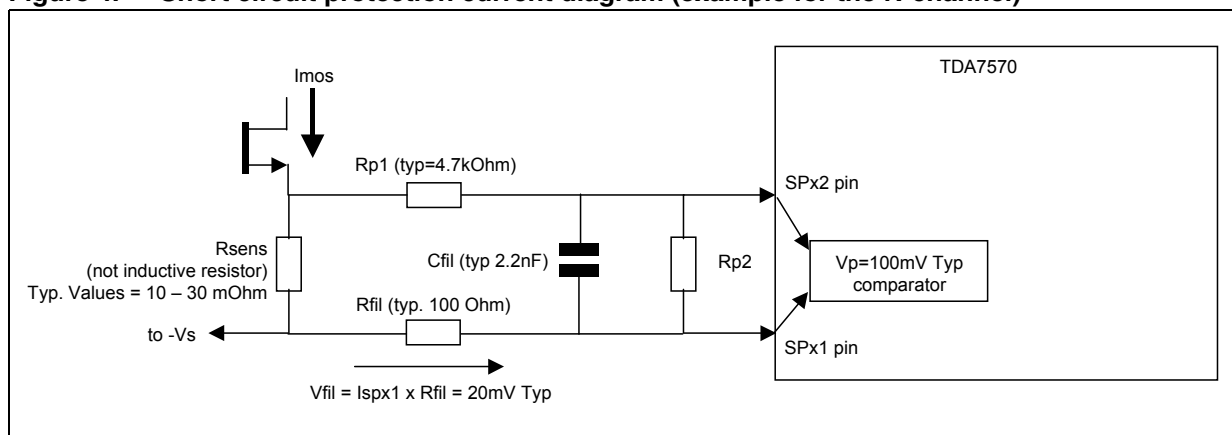 Figure 4. Short circuit protection current diagram (example for the N-channel)
TDA7570
Imos
Rp1 (typ=4.7kOhm)
SPx2 pin
Rsens
(not inductive resistor)
Typ. Values = 10 – 30 mOhm
Cfil (typ 2.2nF)
Rp2
Vp=100mV Typ
comparator
Rfil (typ. 100 Ohm)
to -Vs
SPx1 pin
Vfil = Ispx1 x Rfil = 20mV Typ